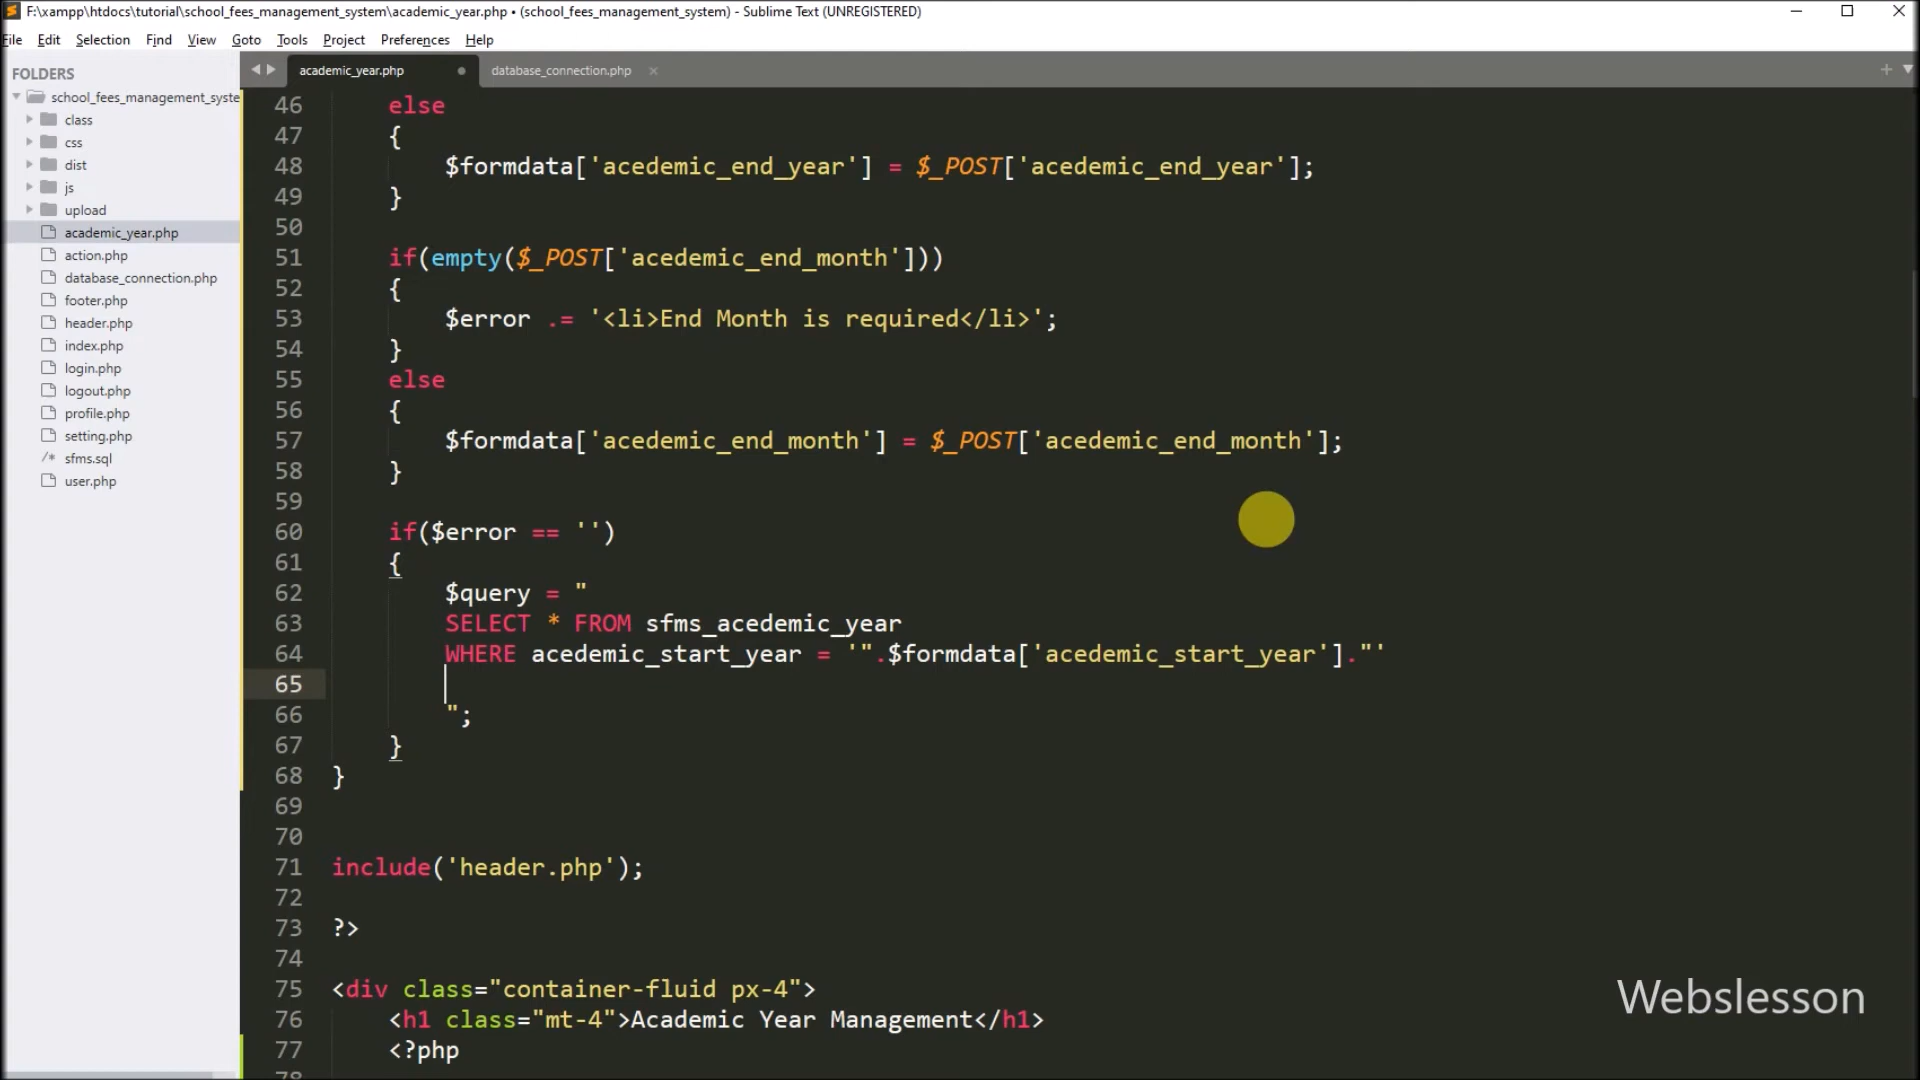 F:\xampp\htdocs\tutorial\school_fees_management_system\academic_year.php • (school_fees_management_system) - Sublime Text (UNREGISTERED)
File Edit Selection Find View Goto Tools Project Preferences Help
FOLDERS
school_fees_management_syste
class
css
dist
js
upload
academic_year.php
action.php
database_connection.php
footer.php
header.php
index.php
login.php
logout.php
profile.php
setting.php
/* sfms.sql
user.php
academic_year.php
database_connection.php
46 else
47 {
48 $formdata['acedemic_end_year'] = $_POST['acedemic_end_year'];
49 }
50
51 if(empty($_POST['acedemic_end_month']))
52 {
53 $error .= '<li>End Month is required</li>';
54 }
55 else
56 {
57 $formdata['acedemic_end_month'] = $_POST['acedemic_end_month'];
58 }
59
60 if($error == '')
61 {
62 $query = "
63 SELECT * FROM sfms_acedemic_year
64 WHERE acedemic_start_year = '".$formdata['acedemic_start_year']."'
65
66 ";
67 }
68 }
69
70
71 include('header.php');
72
73 ?>
74
75 <div class="container-fluid px-4">
76 <h1 class="mt-4">Academic Year Management</h1>
77 <?php
78
Webslesson